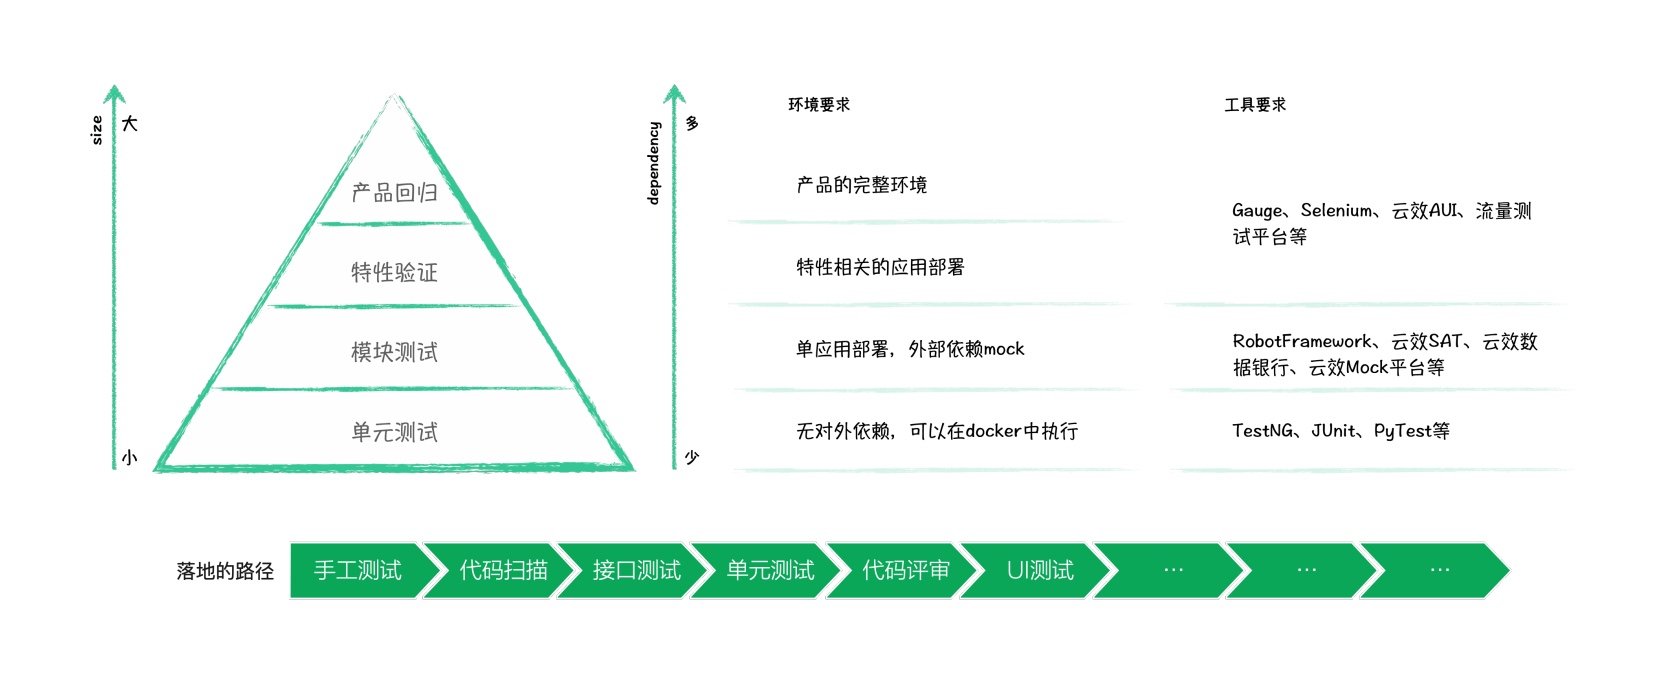 size
大
小
产品回归
特性验证
模块测试
单元测试
dependency
多
少
环境要求
产品的完整环境
特性相关的应用部署
单应用部署，外部依赖mock
无对外依赖，可以在docker中执行
工具要求
Gauge、Selenium、云效AUI、流量测
试平台等
RobotFramework、云效SAT、云效数
据银行、云效Mock平台等
TestNG、JUnit、PyTest等
落地的路径
手工测试
代码扫描
接口测试
单元测试
代码评审
UI测试
...
...
...